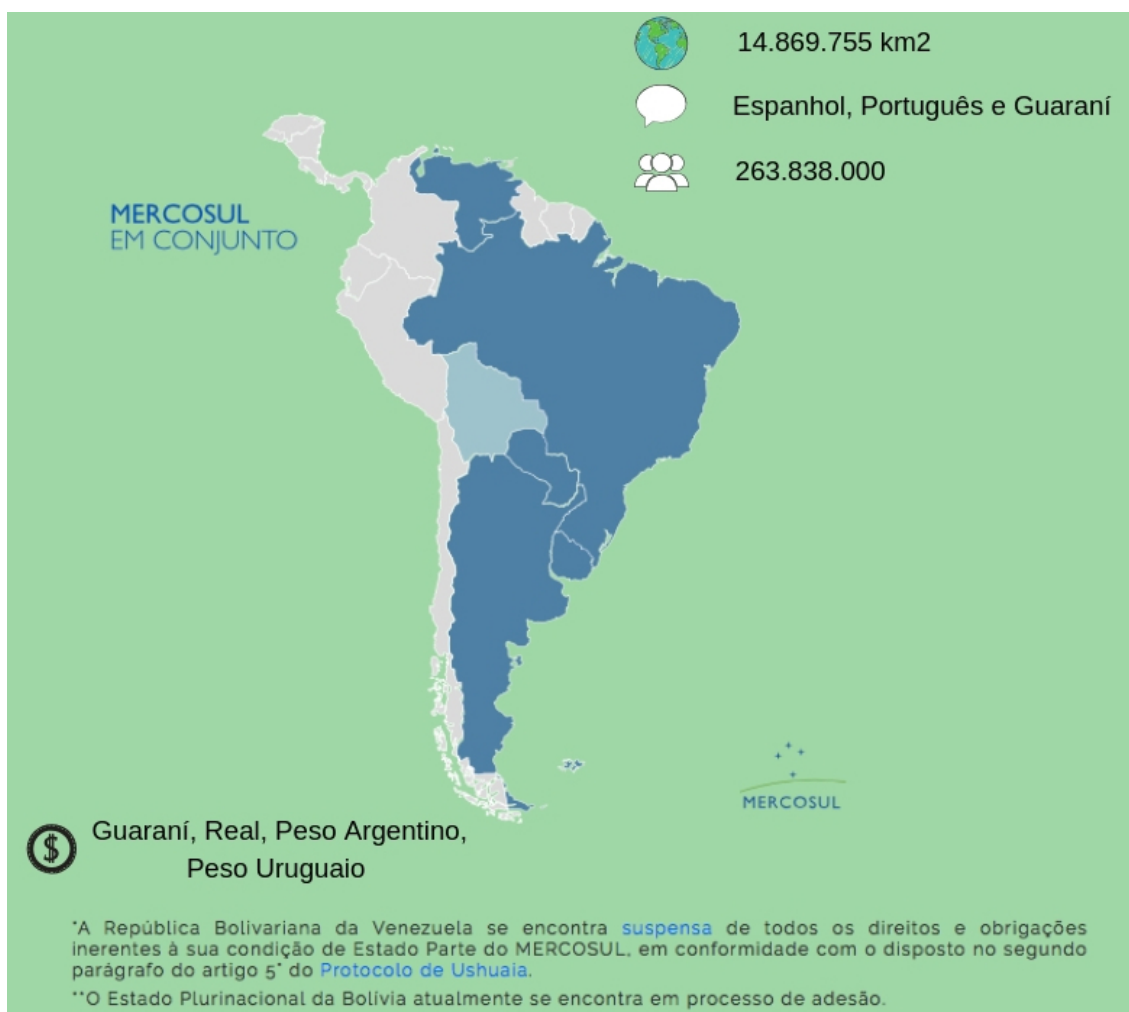 14.869.755 km2
Espanhol, Português e Guaraní
263.838.000
MERCOSUL
EM CONJUNTO
MERCOSUL
$
Guaraní, Real, Peso Argentino,
Peso Uruguaio
*A República Bolivariana da Venezuela se encontra suspensa de todos os direitos e obrigações
inerentes à sua condição de Estado Parte do MERCOSUL, em conformidade com o disposto no segundo
parágrafo do artigo 5° do Protocolo de Ushuaia.
**O Estado Plurinacional da Bolívia atualmente se encontra em processo de adesão.